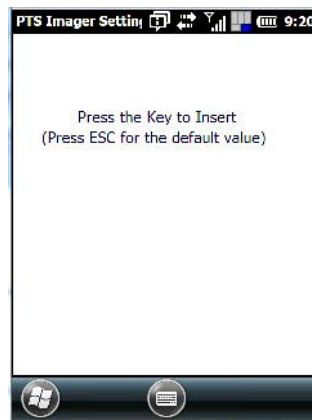 PTS Imager Settin
9:20
Press the Key to Insert
(Press ESC for the default value)